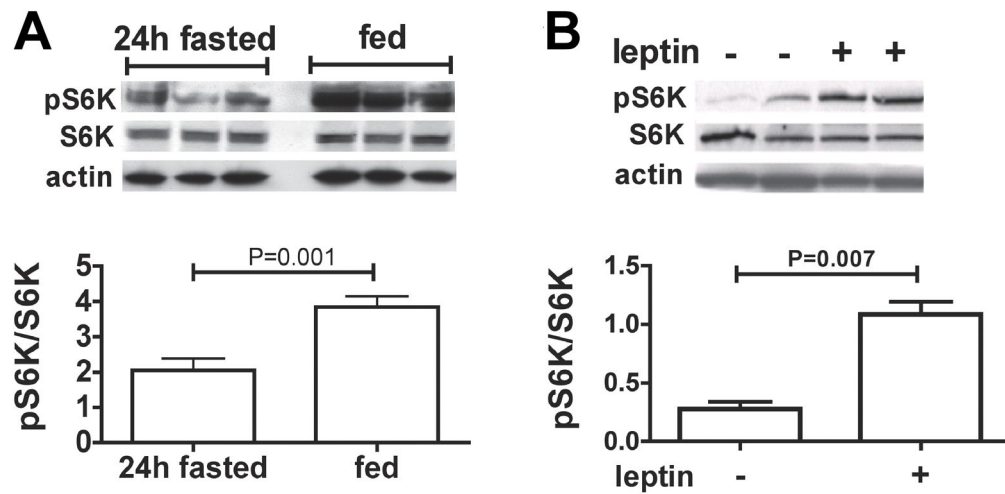 A
24h fasted fed
pS6K
S6K
actin
P=0.001
pS6K/S6K
5
4
3
2
1
0
24h fasted fed
B
leptin - - + +
pS6K
S6K
actin
P=0.007
pS6K/S6K
1.5
1.0
0.5
0.0
leptin - +